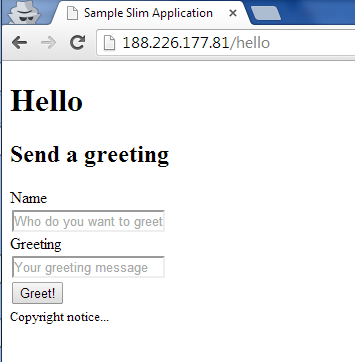 Sample Slim Application
188.226.177.81/hello
Hello
Send a greeting
Name
Who do you want to greet
Greeting
Your greeting message
Greet!
Copyright notice...